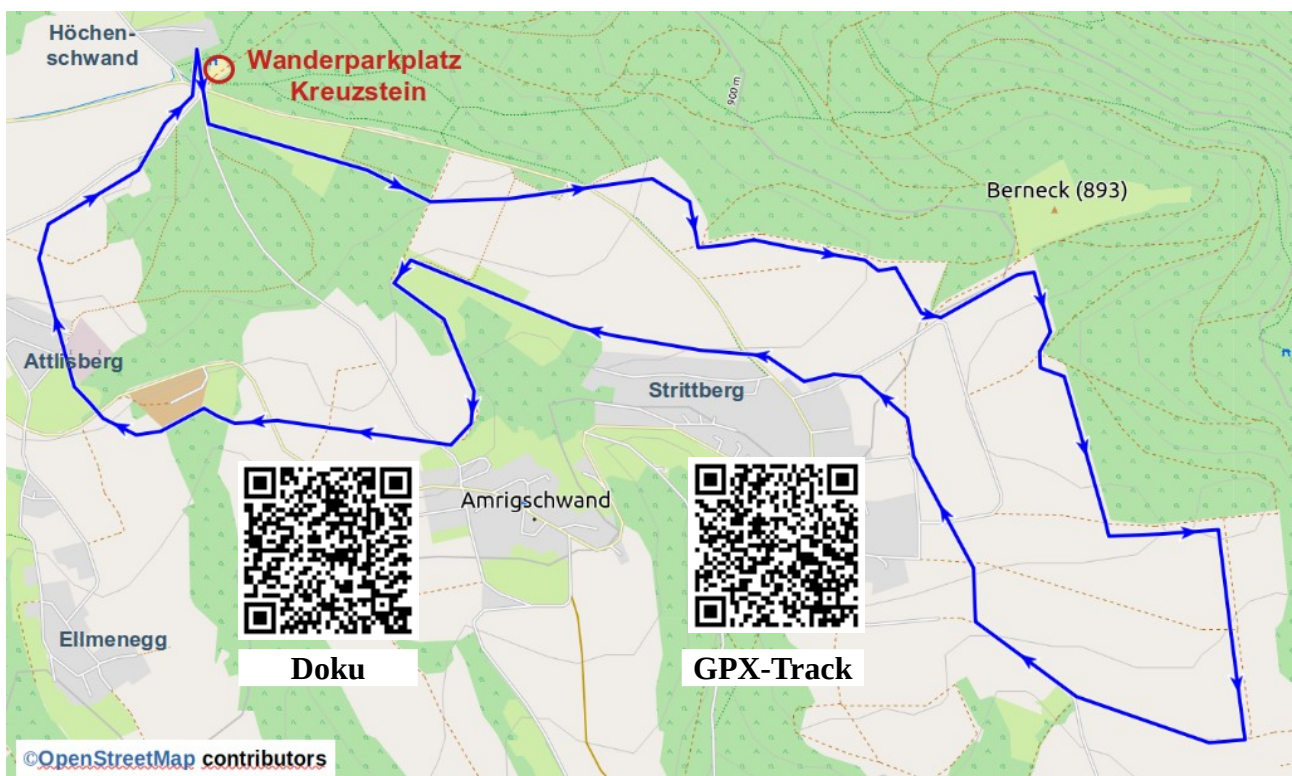 Höchen-
schwand
Wanderparkplatz
Kreuzstein
900 m
Berneck (893)
Attlisberg
Strittberg
Amrigschwand
Ellmenegg
Doku
GPX-Track
©OpenStreetMap contributors